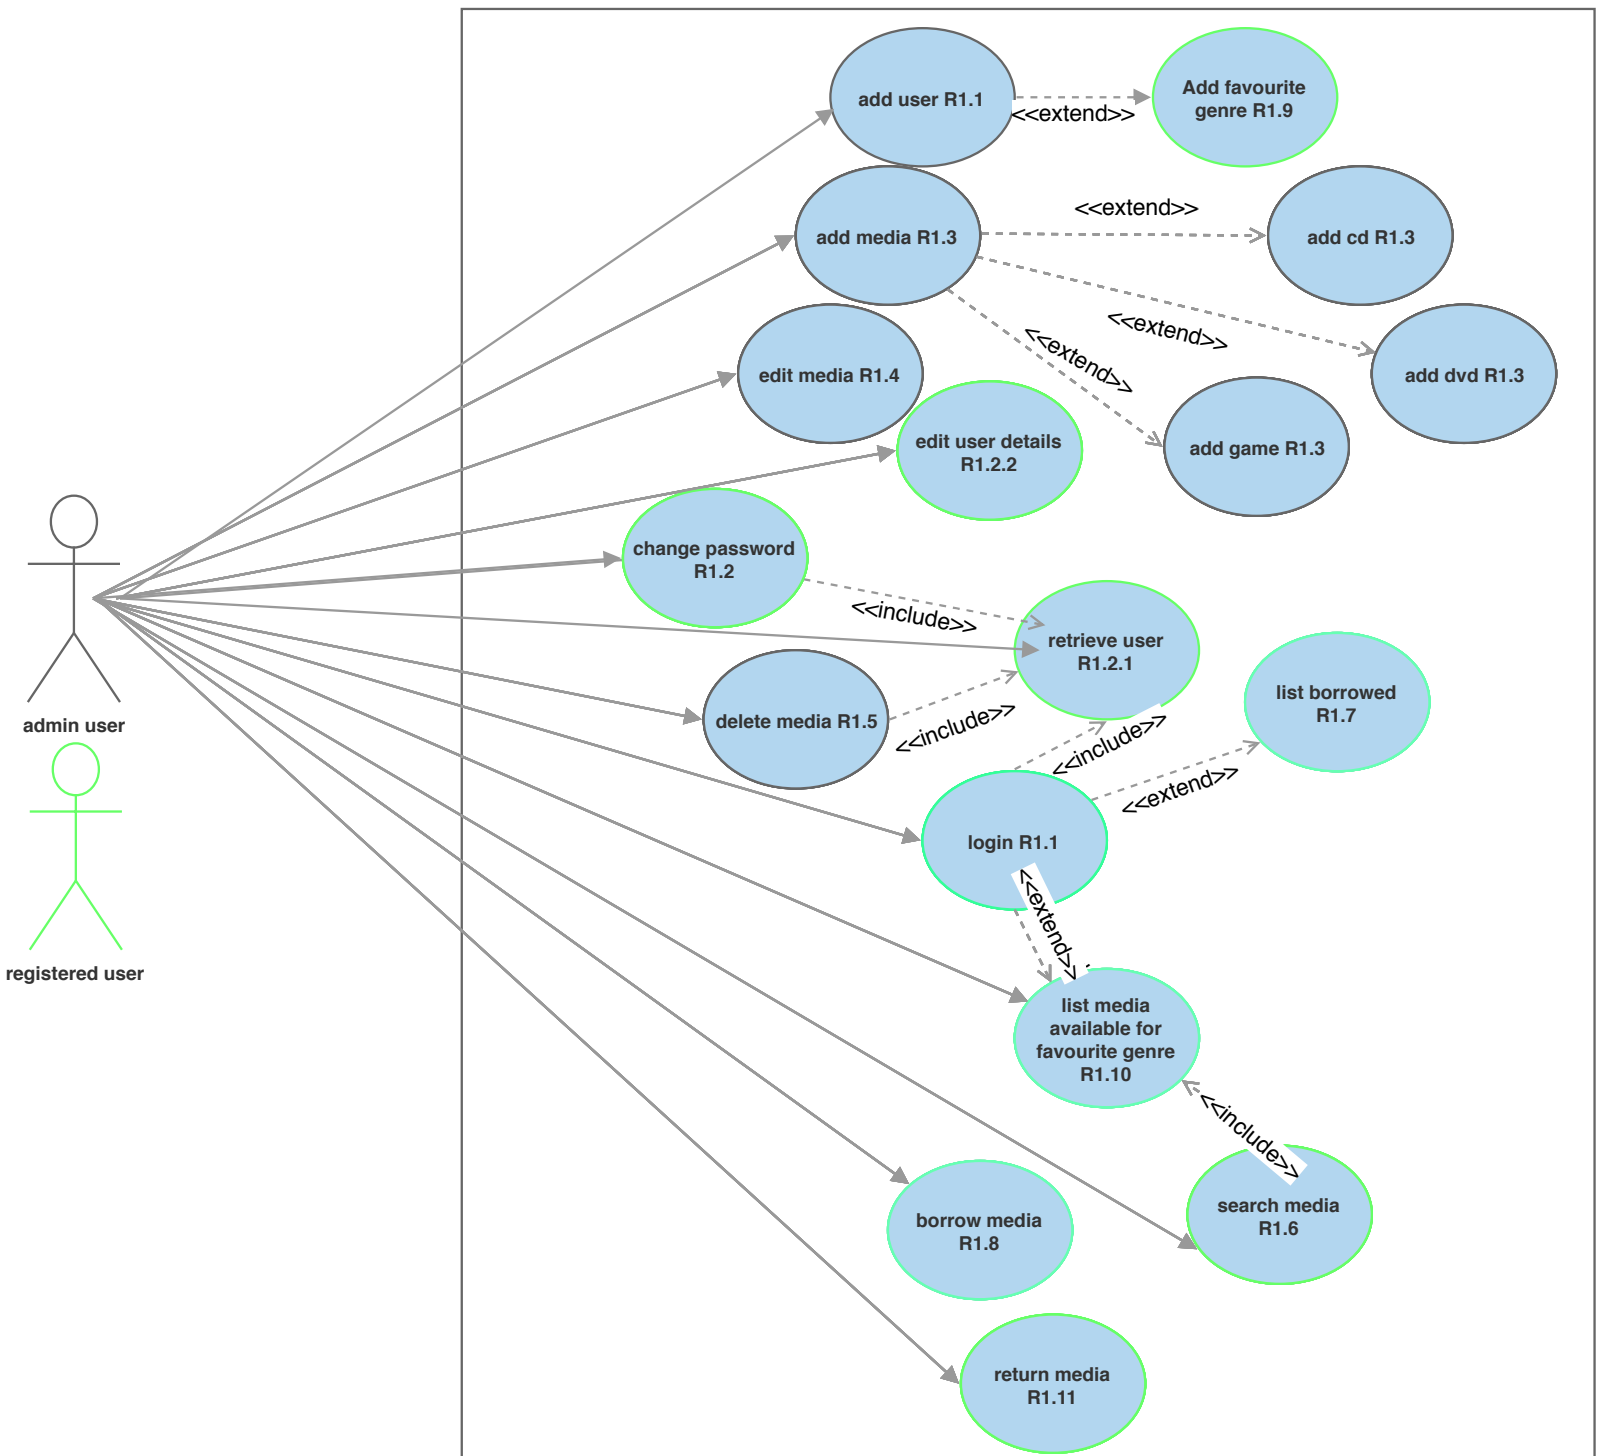 add user R1.1
<<extend>>
Add favourite
genre R1.9
add media R1.3
<<extend>>
add cd R1.3
<<extend>>
<<extend>>
add dvd R1.3
edit media R1.4
edit user details
R1.2.2
add game R1.3
change password
R1.2
<<include>>
retrieve user
R1.2.1
delete media R1.5
<<include>>
<<include>>
list borrowed
R1.7
<<extend>>
admin user
login R1.1
<<extend>>
registered user
list media
available for
favourite genre
R1.10
<<include>>
borrow media
R1.8
search media
R1.6
return media
R1.11